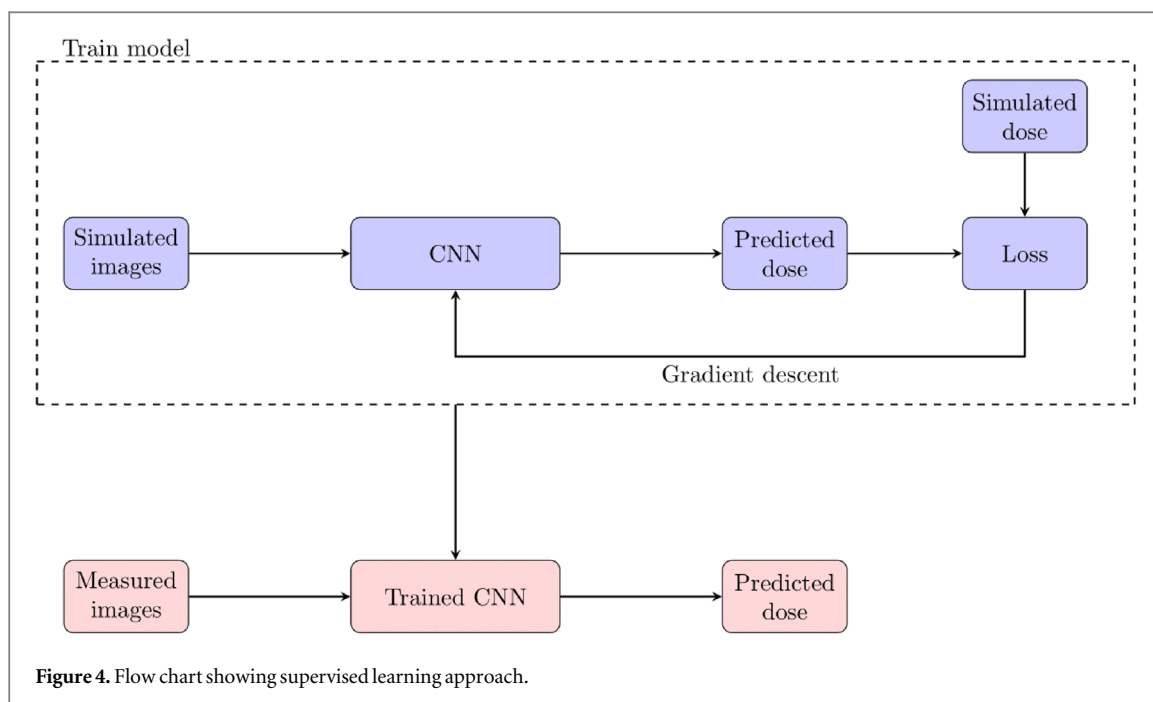 Train model
Simulated
dose
Simulated
images
CNN
Predicted
dose
Loss
Gradient descent
Measured
images
Trained CNN
Predicted
dose
Figure 4. Flow chart showing supervised learning approach.